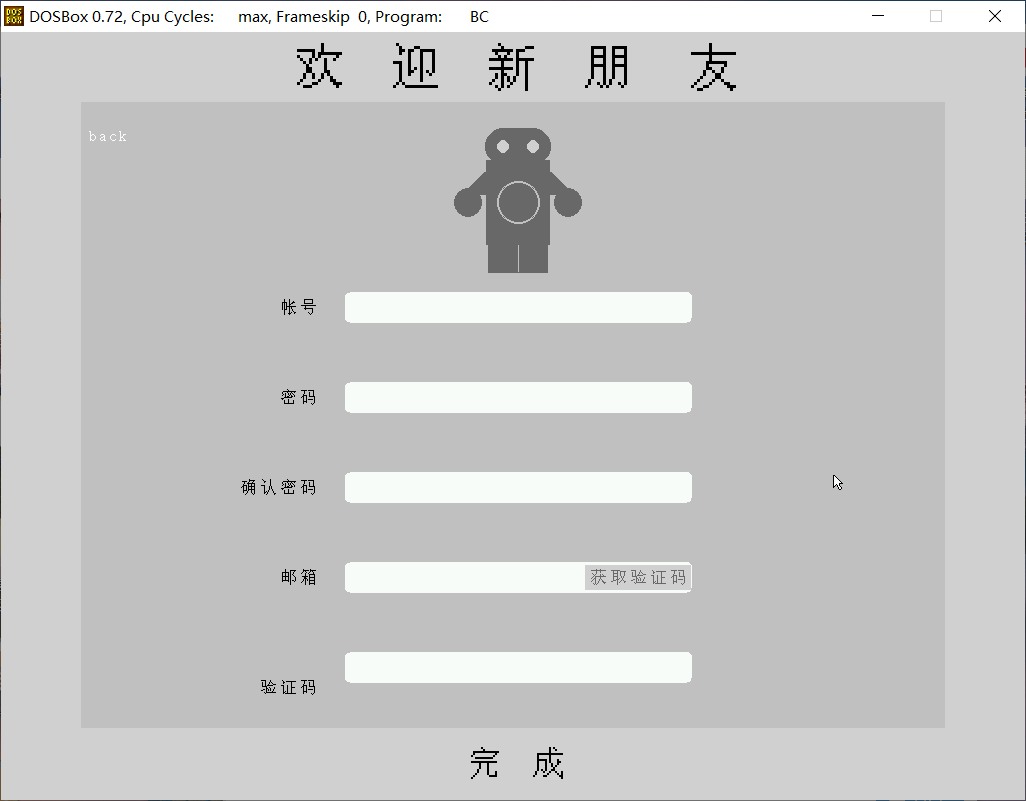 DOSBox 0.72, Cpu Cycles: max, Frameskip 0, Program: BC
欢迎新朋友
back
帐号
密码
确认密码
邮箱 获取验证码
验证码
完成